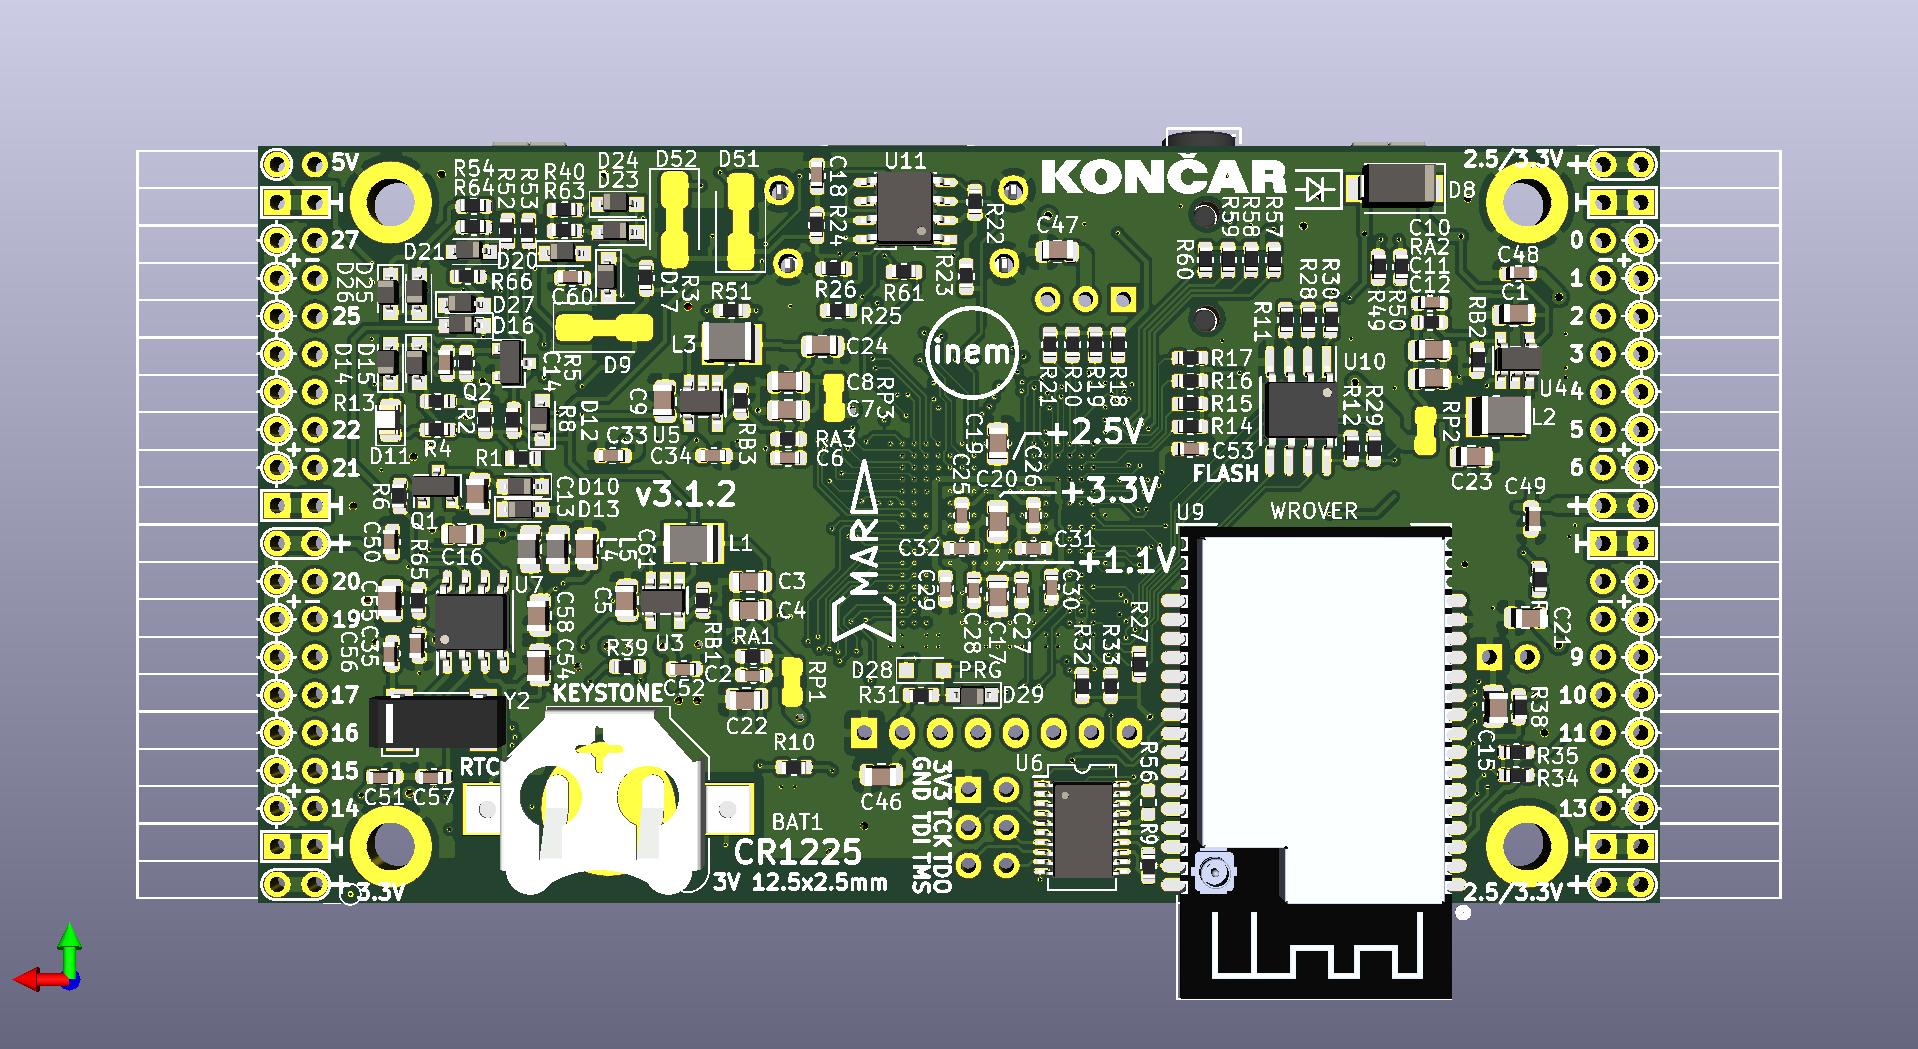 5V
27
25
22
21
20
19
17
16
15
14
3.3V
R54
R64
R52
R53
R40
R63
D24
D23
D52
D51
C18
R24
U11
R22
R23
KONČAR
R59
R58
R57
R60
D8
2.5/3.3V
0
1
2
3
4
5
6
9
10
11
13
2.5/3.3V
D21
D20
R66
D26
D25
D27
D16
C60
D17
R3
R51
R26
R25
R61
C47
C10
RA2
C11
C12
C48
C1
R28
R30
R11
R49
R50
RB2
L3
C24
D9
R5
C14
D14
D15
Q2
inem
R21
R20
R19
R18
R17
R16
R15
R14
C53
FLASH
U10
R12
R29
RP2
U4
L2
C23
R13
D11
R4
R2
R8
D12
R1
C9
U5
C33
C34
RB3
C8
C7
RP3
RA3
C6
C19
+2.5V
C20
C25
C26
+3.3V
C32
C31
+1.1V
C29
C28
C17
C27
C30
v3.1.2
R6
Q1
D10
D13
C13
C50
R65
C16
U7
L4
L5
C61
L1
C5
C3
C4
U3
RB1
RA1
C2
C52
RP1
C22
R39
C58
C54
C55
C35
C56
MAR
U9
WROVER
C49
C21
R38
C15
R35
R34
R27
R32
R33
D28
PRG
R31
D29
Y2
KEYSTONE
RTC
C51
C57
R10
C46
BAT1
CR1225
3V 12.5x2.5mm
3V3 TCK TDO
GND TDI TMS
U6
R56
R9